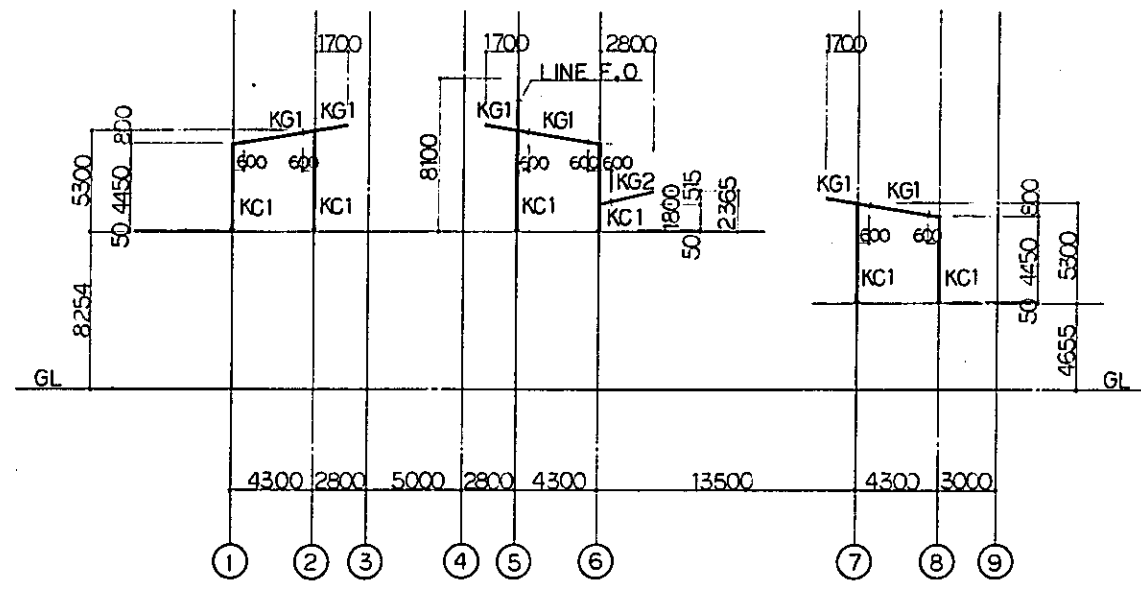 1700 1700 2800 1700
LINE F.O
KG1 KG1 KG1 KG1
800 5300 4450 50
600 600
KC1 KC1
8100
600 600 600
KG2
KC1 KC1
1800 515 2365 50
KG1 KG1
600 600
KC1 KC1
800 4450 5300 50
8254 4655
GL GL
4300 2800 5000 2800 4300 13500 4300 3000
1 2 3 4 5 6 7 8 9